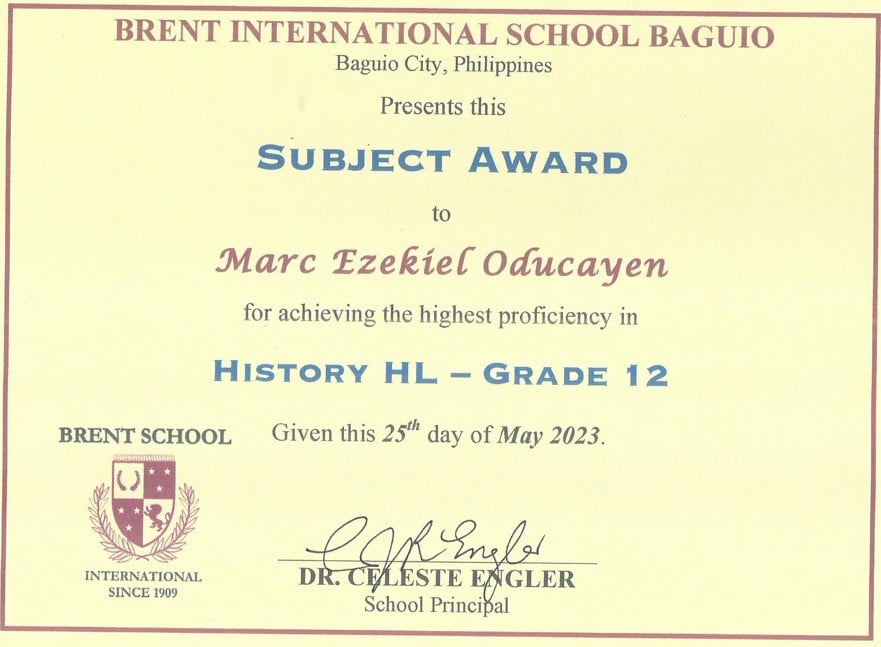 BRENT INTERNATIONAL SCHOOL BAGUIO
Baguio City, Philippines
Presents this
SUBJECT AWARD
to
Marc Ezekiel Oducayen
for achieving the highest proficiency in
HISTORY HL – GRADE 12
Given this 25th day of May 2023.
BRENT SCHOOL
INTERNATIONAL
SINCE 1909
CJR Engler
DR. CELESTE ENGLER
School Principal